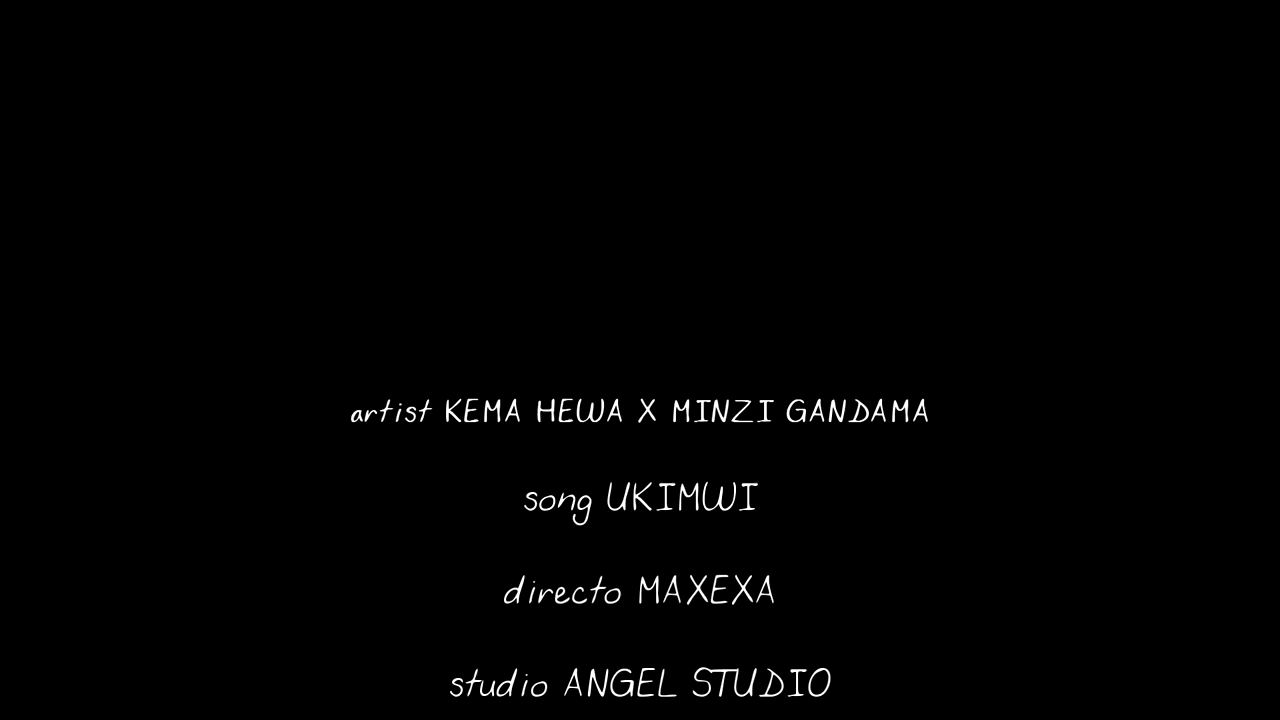 artist KEMA HEWA X MINZI GANDAMA
song UKIMWI
directo MAXEXA
studio ANGEL STUDIO